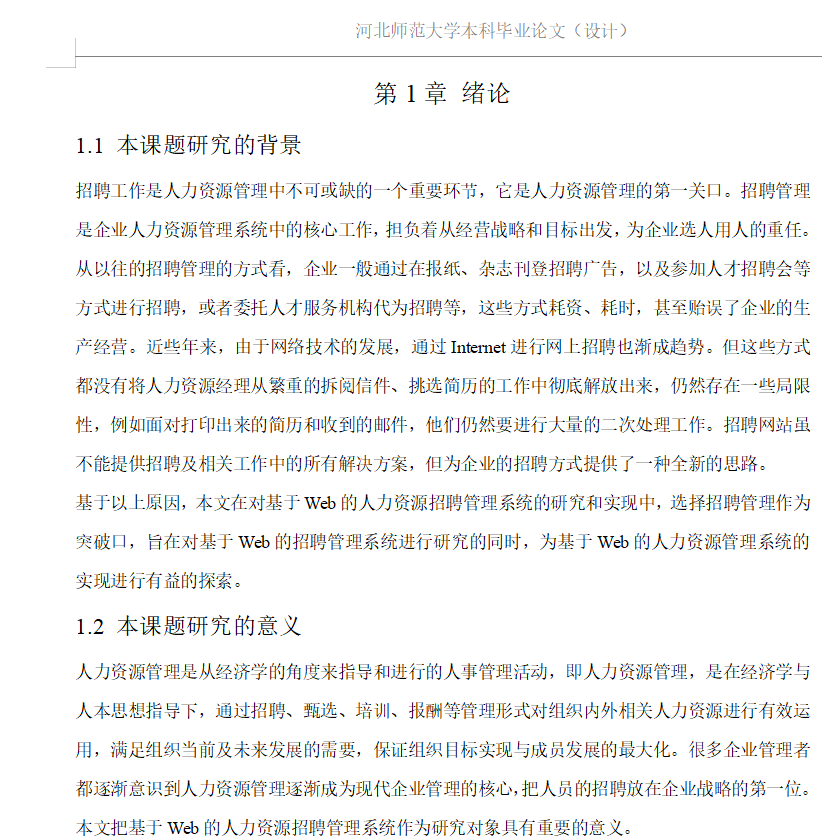 河北师范大学本科毕业论文（设计）
第 1 章 绪论
1.1 本课题研究的背景
招聘工作是人力资源管理中不可或缺的一个重要环节，它是人力资源管理的第一关口。招聘管理
是企业人力资源管理系统中的核心工作，担负着从经营战略和目标出发，为企业选人用人的重任。
从以往的招聘管理的方式看，企业一般通过在报纸、杂志刊登招聘广告，以及参加人才招聘会等
方式进行招聘，或者委托人才服务机构代为招聘等，这些方式耗资、耗时，甚至贻误了企业的生
产经营。近些年来，由于网络技术的发展，通过 Internet 进行网上招聘也渐成趋势。但这些方式
都没有将人力资源经理从繁重的拆阅信件、挑选简历的工作中彻底解放出来，仍然存在一些局限
性，例如面对打印出来的简历和收到的邮件，他们仍然要进行大量的二次处理工作。招聘网站虽
不能提供招聘及相关工作中的所有解决方案，但为企业的招聘方式提供了一种全新的思路。
基于以上原因，本文在对基于 Web 的人力资源招聘管理系统的研究和实现中，选择招聘管理作为
突破口，旨在对基于 Web 的招聘管理系统进行研究的同时，为基于 Web 的人力资源管理系统的
实现进行有益的探索。
1.2 本课题研究的意义
人力资源管理是从经济学的角度来指导和进行的人事管理活动，即人力资源管理，是在经济学与
人本思想指导下，通过招聘、甄选、培训、报酬等管理形式对组织内外相关人力资源进行有效运
用，满足组织当前及未来发展的需要，保证组织目标实现与成员发展的最大化。很多企业管理者
都逐渐意识到人力资源管理逐渐成为现代企业管理的核心，把人员的招聘放在企业战略的第一位。
本文把基于 Web 的人力资源招聘管理系统作为研究对象具有重要的意义。